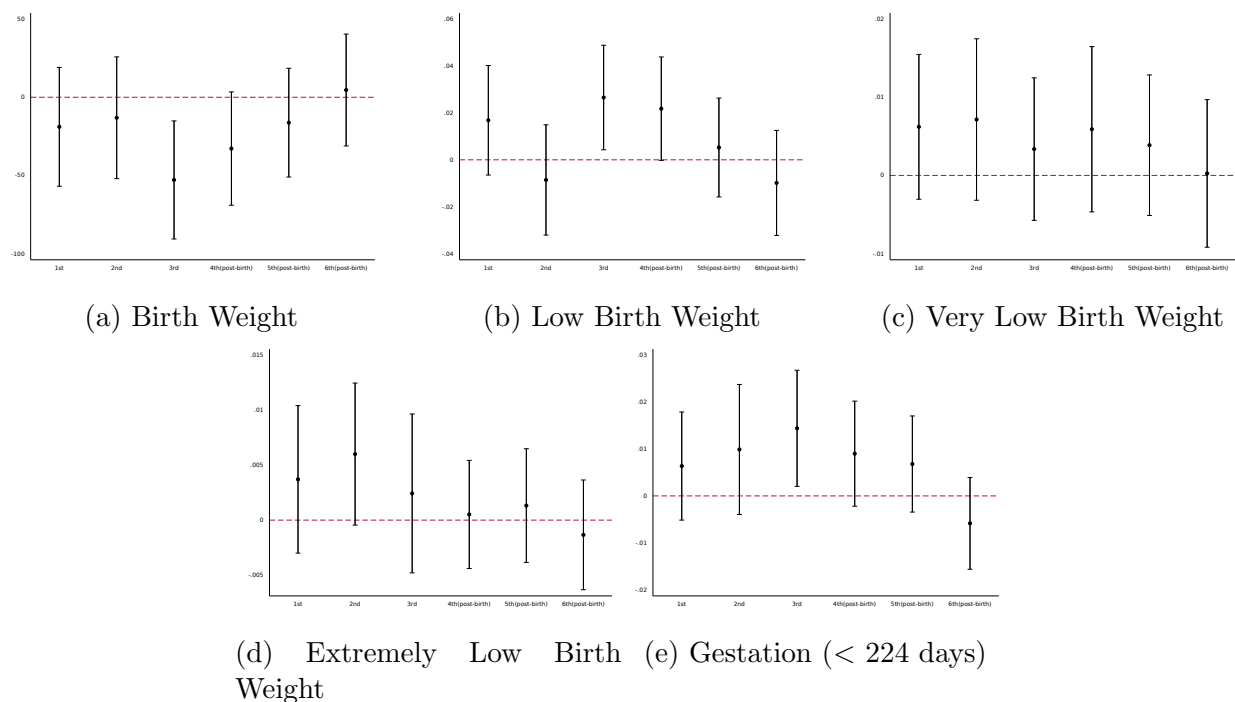 50
0
-50
-100
1st 2nd 3rd 4th(post-birth) 5th(post-birth) 6th(post-birth)
(a) Birth Weight
.06
.04
.02
0
-.02
-.04
1st 2nd 3rd 4th(post-birth) 5th(post-birth) 6th(post-birth)
(b) Low Birth Weight
.02
.01
0
-.01
1st 2nd 3rd 4th(post-birth) 5th(post-birth) 6th(post-birth)
(c) Very Low Birth Weight
.015
.01
.005
0
-.005
1st 2nd 3rd 4th(post-birth) 5th(post-birth) 6th(post-birth)
(d) Extremely Low Birth
Weight
.03
.02
.01
0
-.01
-.02
1st 2nd 3rd 4th(post-birth) 5th(post-birth) 6th(post-birth)
(e) Gestation (< 224 days)